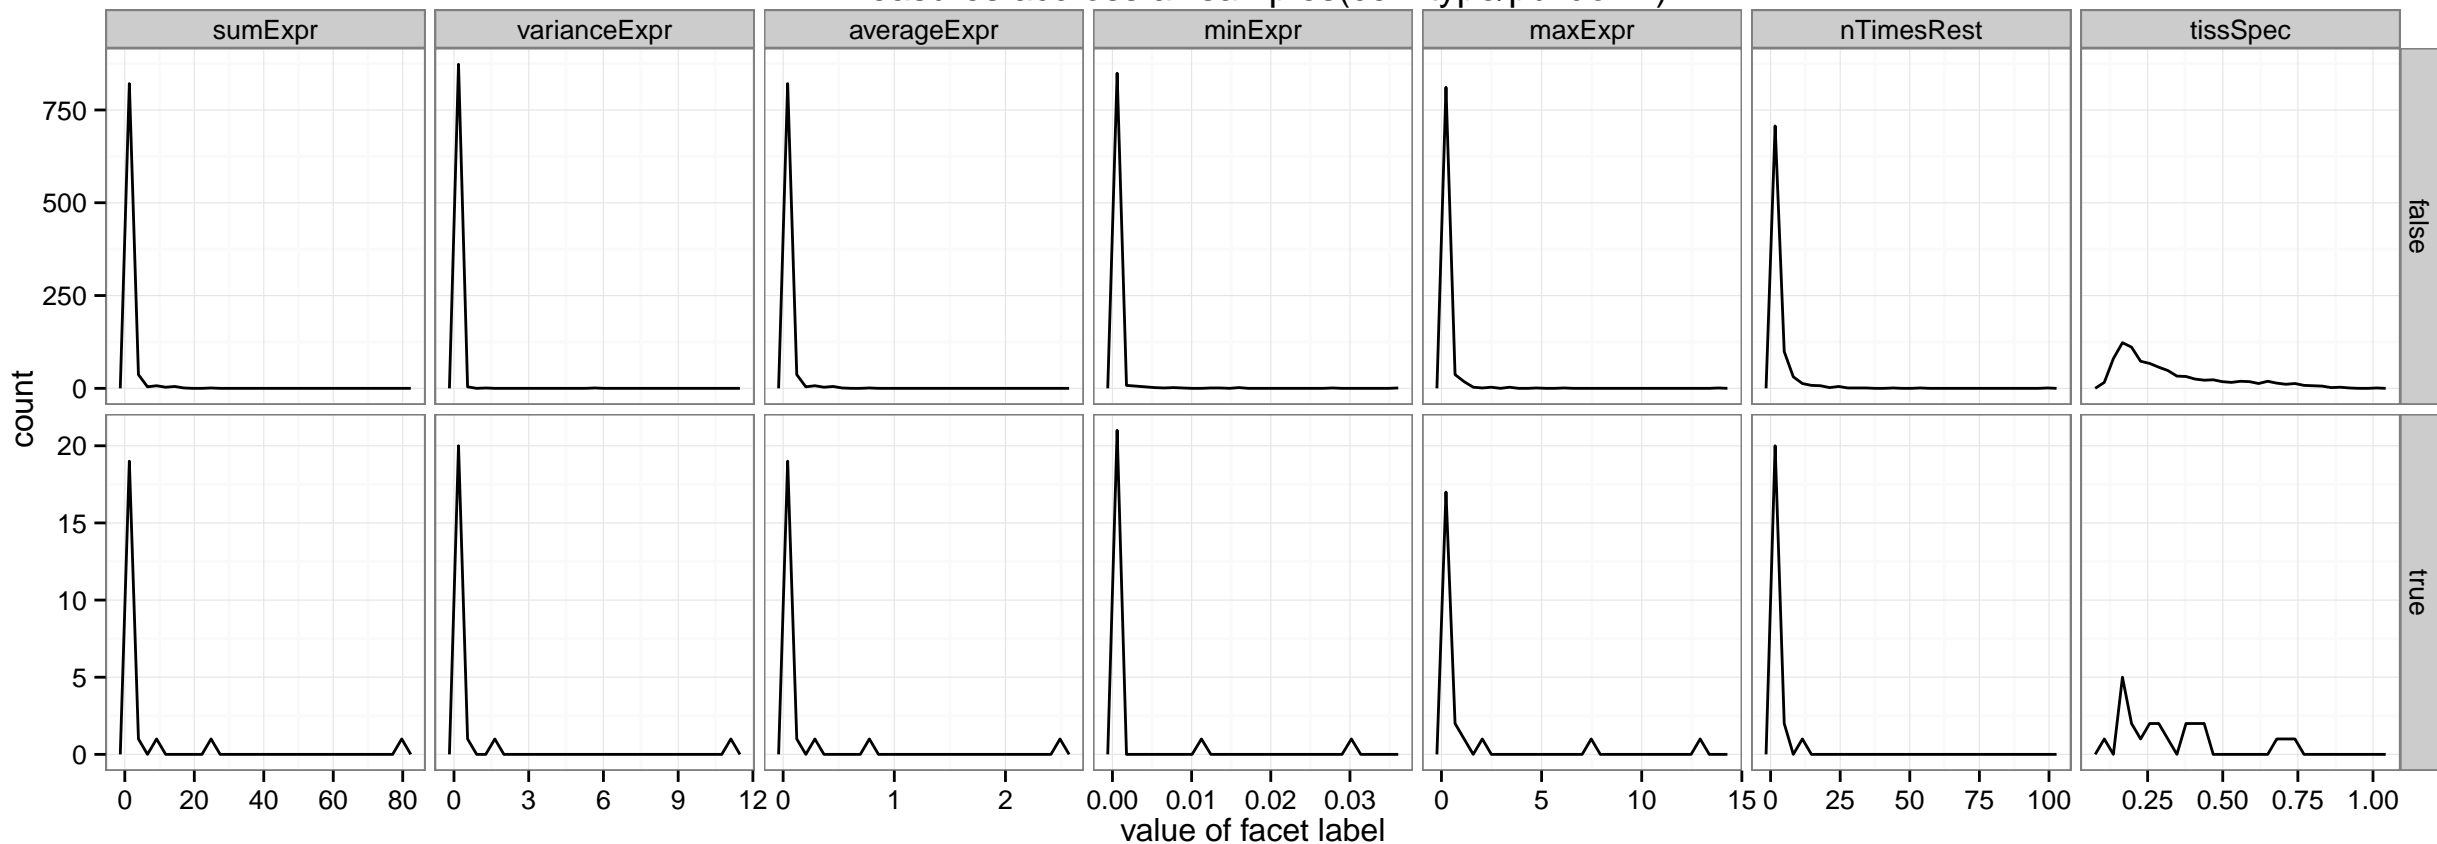 sumExpr varianceExpr averageExpr minExpr maxExpr nTimesRest tissSpec
750
500
250
0
false
20
15
10
5
0
true
count
0 20 40 60 80 0 3 6 9 12 0 1 2 0.00 0.01 0.02 0.03 0 5 10 15 0 25 50 75 100 0.25 0.50 0.75 1.00
value of facet label